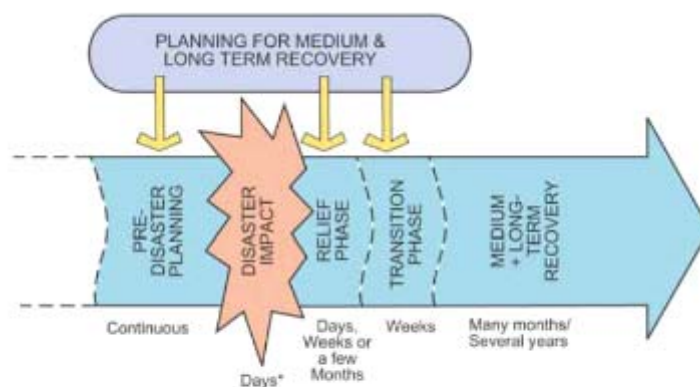 PLANNING FOR MEDIUM &
LONG TERM RECOVERY
PRE-
DISASTER
PLANNING
DISASTER
IMPACT
RELIEF
PHASE
TRANSITION
PHASE
MEDIUM
+ LONG-
TERM
RECOVERY
Continuous
Days*
Days,
Weeks or
a few
Months
Weeks
Many months/
Several years